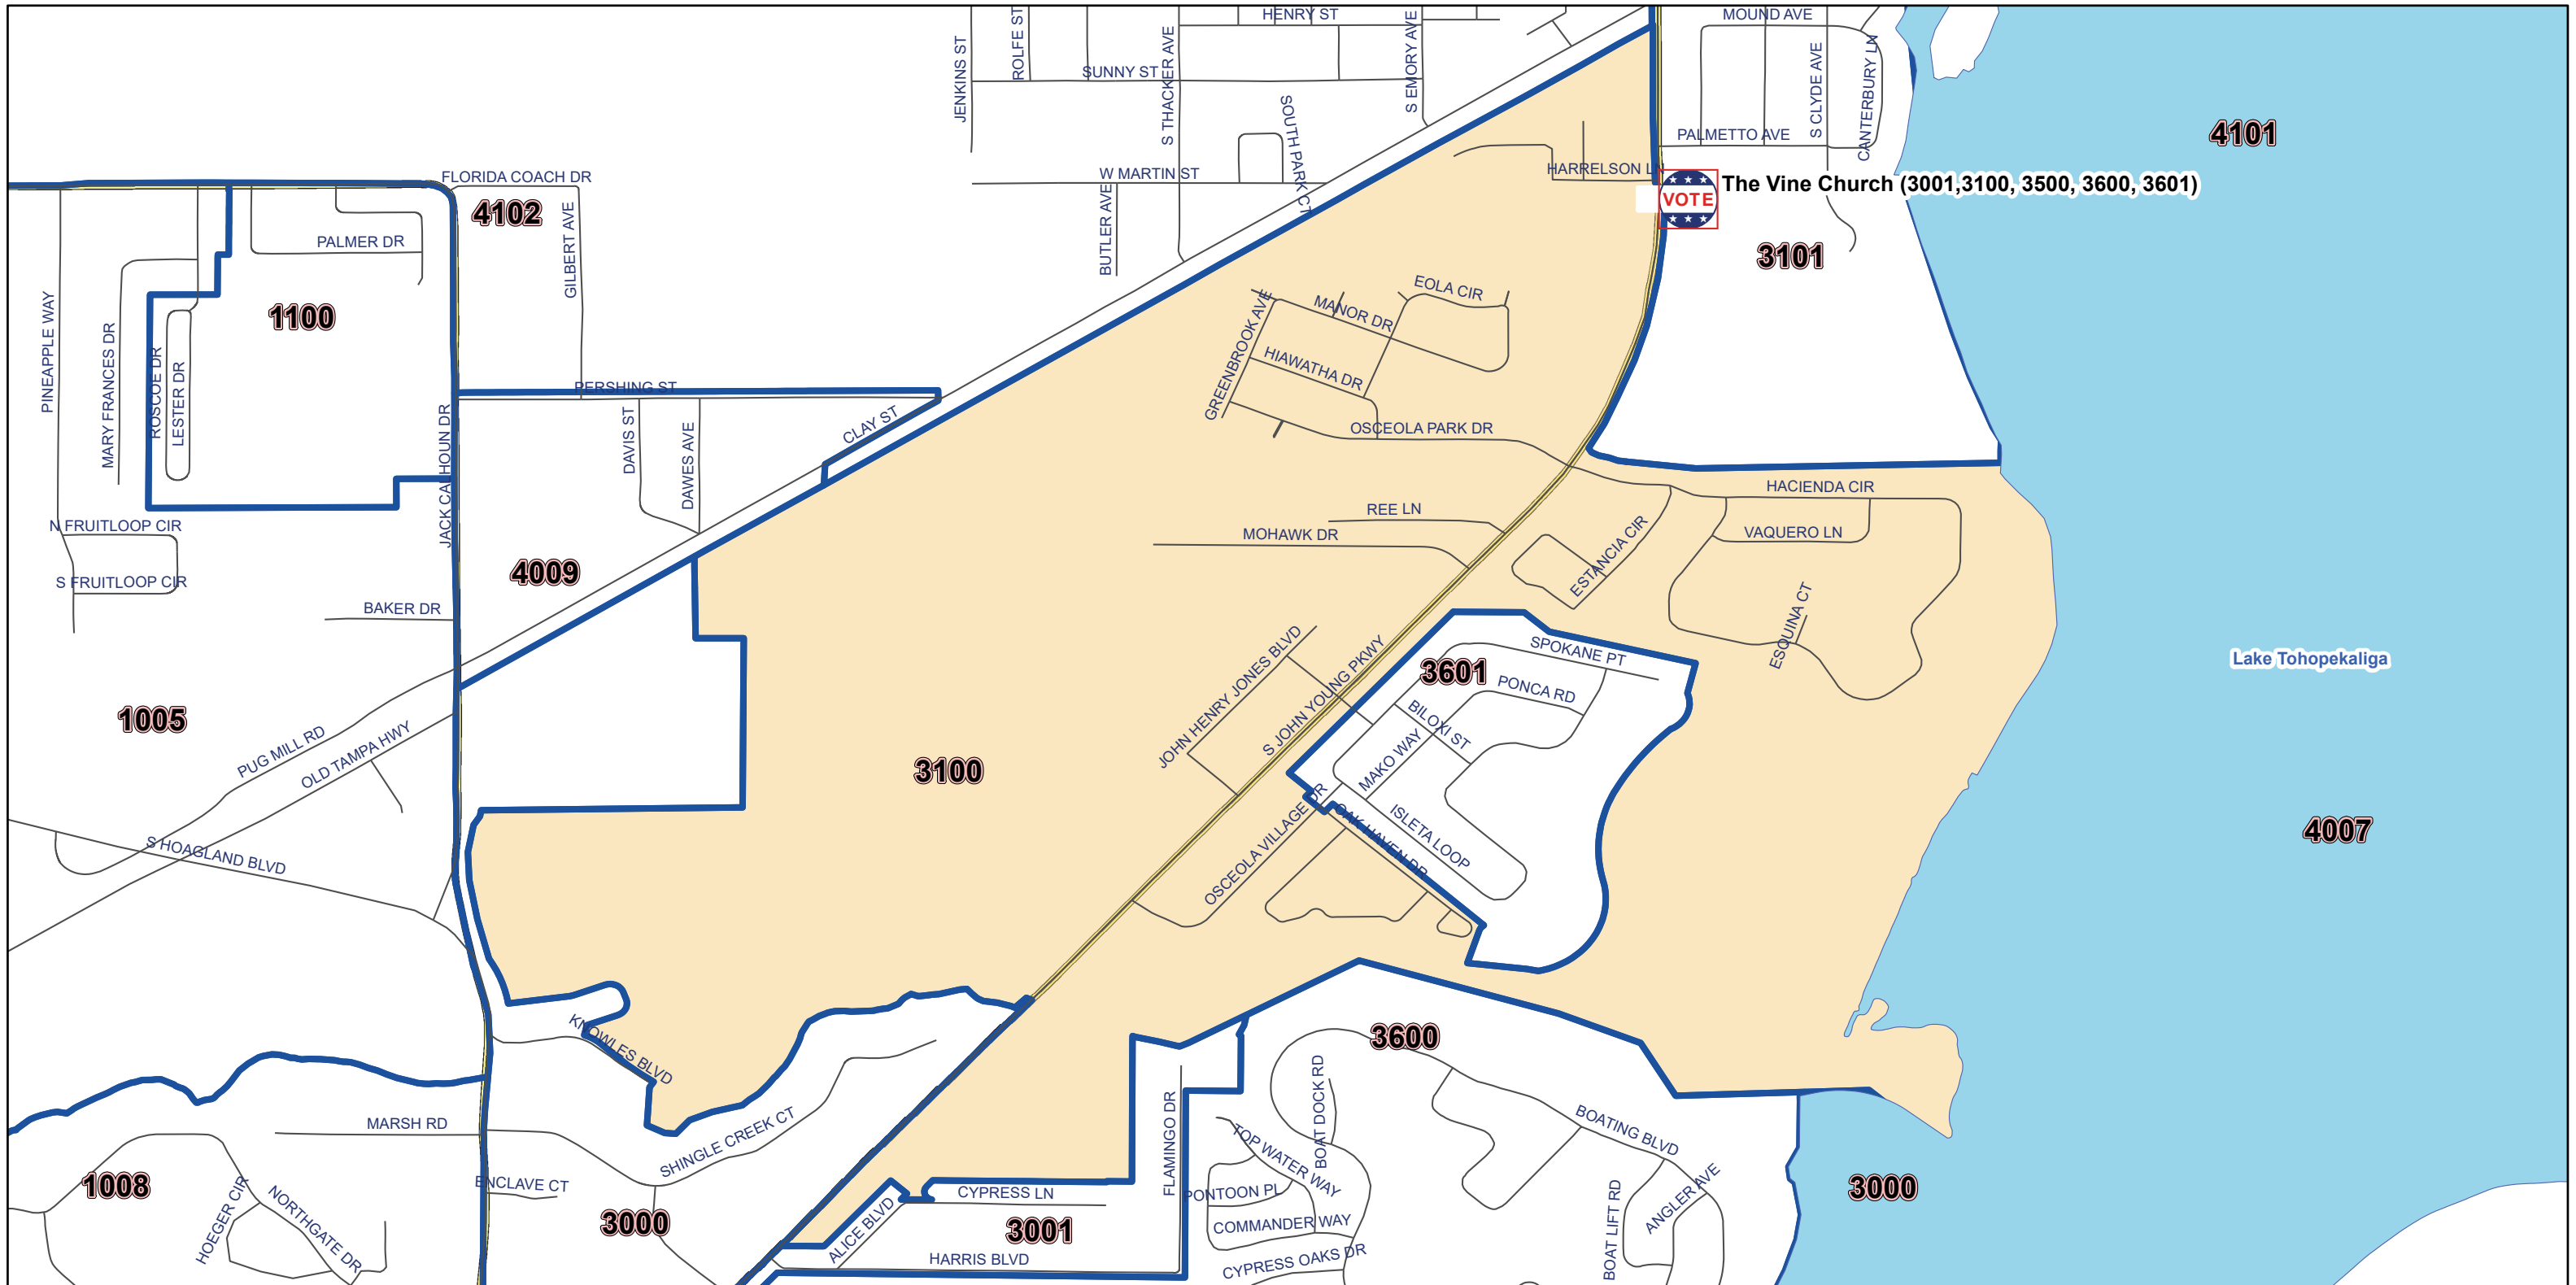 HENRY ST
MOUND AVE
JENKINS ST
ROLFE ST
SUNNY ST
S THACKER AVE
S EMORY AVE
S CLYDE AVE
CANTERBURY LN
SOUTH PARK CT
PALMETTO AVE
4101
HARRELSON LN
W MARTIN ST
FLORIDA COACH DR
VOTE
The Vine Church (3001,3100, 3500, 3600, 3601)
4102
GILBERT AVE
BUTLER AVE
PALMER DR
3101
1100
PINEAPPLE WAY
MARY FRANCES DR
ROSCOE DR
LESTER DR
EOLA CIR
MANOR DR
GREENBROOK AVE
HIAWATHA DR
PERSHING ST
CLAY ST
DAVIS ST
DAWES AVE
JACK CALHOUN DR
OSCEOLA PARK DR
HACIENDA CIR
REE LN
MOHAWK DR
VAQUERO LN
N FRUITLOOP CIR
S FRUITLOOP CIR
4009
ESTANCIA CIR
BAKER DR
ESQUINA CT
SPOKANE PT
Lake Tohopekaliga
3601
JOHN HENRY JONES BLVD
S JOHN YOUNG PKWY
PONCA RD
BILOXI ST
1005
MAKO WAY
PUG MILL RD
OLD TAMPA HWY
3100
ISLETA LOOP
OAK HAVEN DR
OSCEOLA VILLAGE DR
4007
S HOAGLAND BLVD
KNOWLES BLVD
3600
BOAT DOCK RD
MARSH RD
SHINGLE CREEK CT
FLAMINGO DR
TOP WATER WAY
BOATING BLVD
1008
ENCLAVE CT
CYPRESS LN
PONTOON PL
3000
HOEGER CIR
NORTHGATE DR
3000
ALICE BLVD
3001
COMMANDER WAY
BOAT LIFT RD
ANGLER AVE
HARRIS BLVD
CYPRESS OAKS DR